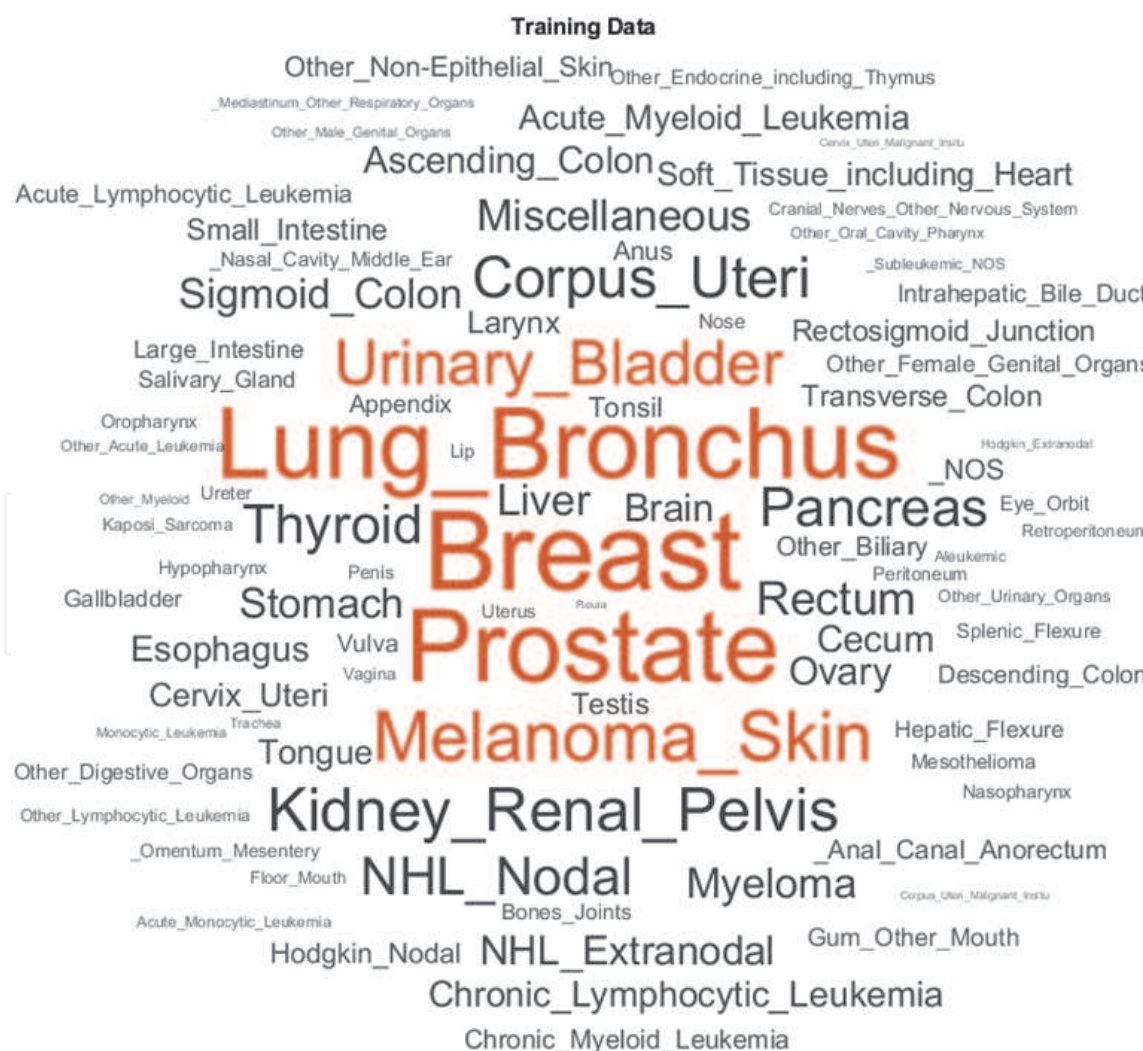 Training Data
Other_Non-Epithelial_Skin
Other_Endocrine_including_Thymus
_Mediastinum_Other_Respiratory_Organs
Acute_Myeloid_Leukemia
Other_Male_Genital_Organs
Cervix_Uteri_Malignant_Insitu
Ascending_Colon
Soft_Tissue_including_Heart
Acute_Lymphocytic_Leukemia
Miscellaneous
Cranial_Nerves_Other_Nervous_System
Small_Intestine
Other_Oral_Cavity_Pharynx
Anus
_Nasal_Cavity_Middle_Ear
Corpus_Uteri
_Subleukemic_NOS
Sigmoid_Colon
Intrahepatic_Bile_Duct
Larynx
Nose
Rectosigmoid_Junction
Large_Intestine
Urinary_Bladder
Other_Female_Genital_Organs
Salivary_Gland
Transverse_Colon
Appendix
Tonsil
Oropharynx
Lung_Bronchus
Other_Acute_Leukemia
Lip
Hodgkin_Extranodal
_NOS
Other_Myeloid
Ureter
Liver
Brain
Pancreas
Eye_Orbit
Kaposi_Sarcoma
Thyroid
Retroperitoneum
Breast
Other_Biliary
Aleukemic
Hypopharynx
Penis
Peritoneum
Gallbladder
Stomach
Uterus
Pleura
Rectum
Other_Urinary_Organs
Esophagus
Vulva
Prostate
Cecum
Splenic_Flexure
Vagina
Ovary
Descending_Colon
Cervix_Uteri
Testis
Monocytic_Leukemia
Trachea
Tongue
Melanoma_Skin
Hepatic_Flexure
Mesothelioma
Other_Digestive_Organs
Nasopharynx
Other_Lymphocytic_Leukemia
Kidney_Renal_Pelvis
_Omentum_Mesentery
_Anal_Canal_Anorectum
Floor_Mouth
NHL_Nodal
Myeloma
Corpus_Uteri_Malignant_Insitu
Acute_Monocytic_Leukemia
Bones_Joints
Hodgkin_Nodal
NHL_Extranodal
Gum_Other_Mouth
Chronic_Lymphocytic_Leukemia
Chronic_Myeloid_Leukemia